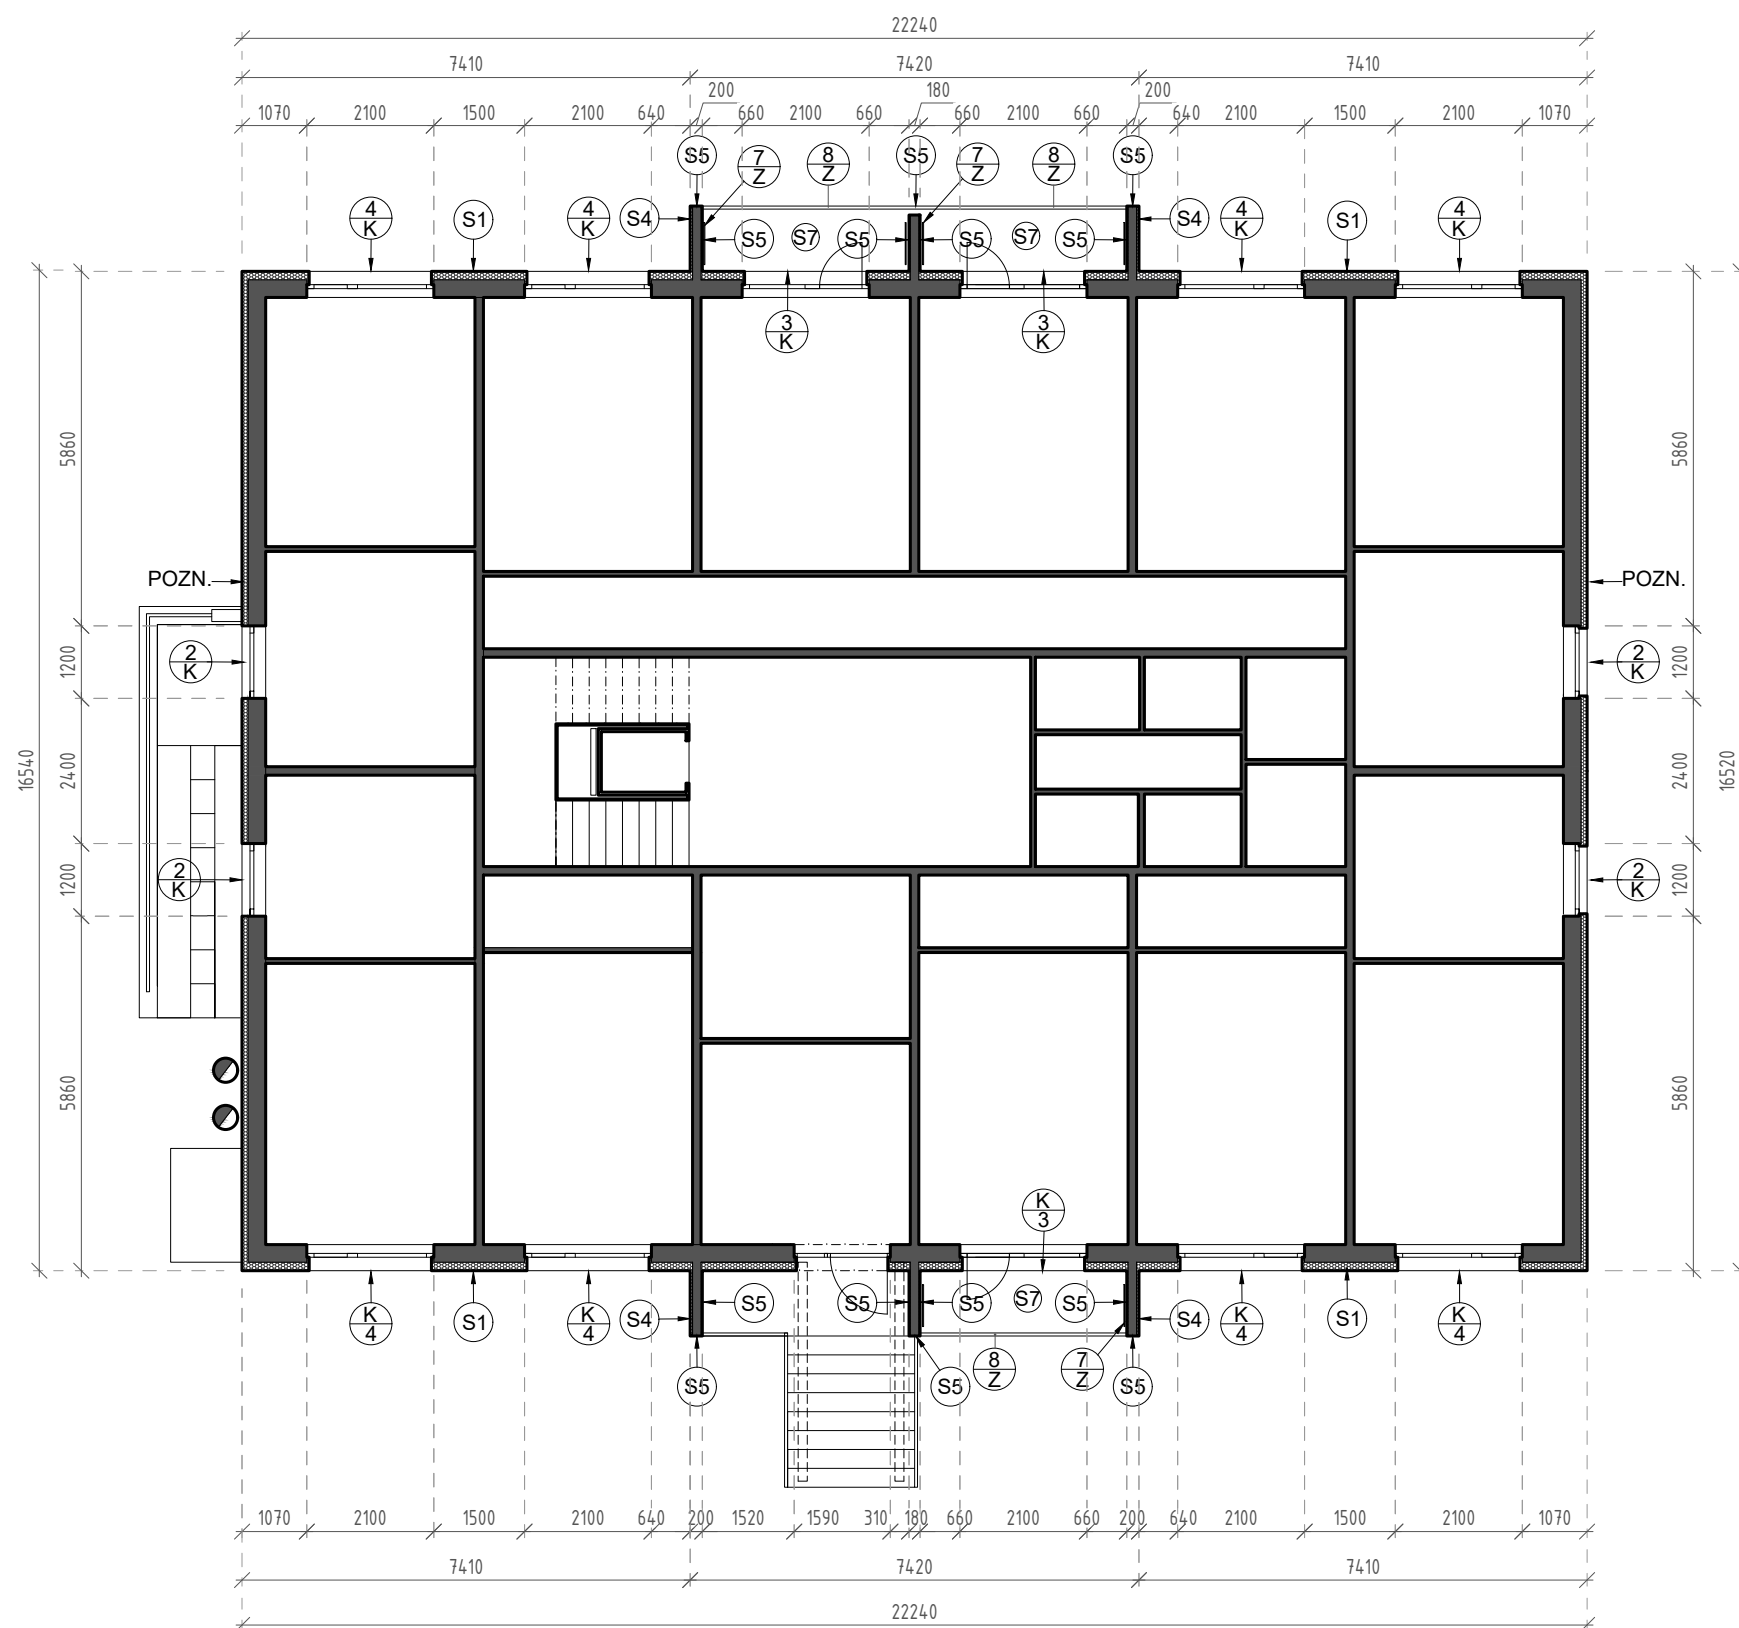 22240
7410 7420 7410
200 180 200
1070 2100 1500 2100 640 660 2100 660 660 2100 660 640 2100 1500 2100 1070
S5 7 Z 8 Z S5 7 Z 8 Z S5
4 K S1 4 K S4 S4 4 K S1 4 K
S5 S7 S5 S5 S7 S5
3 K 3 K
5860 5860
POZN. POZN.
2 K 1200 1200 2 K
16540 2400 2400 16520
2 K 1200 1200 2 K
5860 5860
K 3
S5 S5 S5 S7 S5
K 4 S1 K 4 S4 S4 K 4 S1 K 4
8 Z 7 Z
S5 S5 S5
1070 2100 1500 2100 640 200 1520 1590 310 180 660 2100 660 200 640 2100 1500 2100 1070
7410 7420 7410
22240